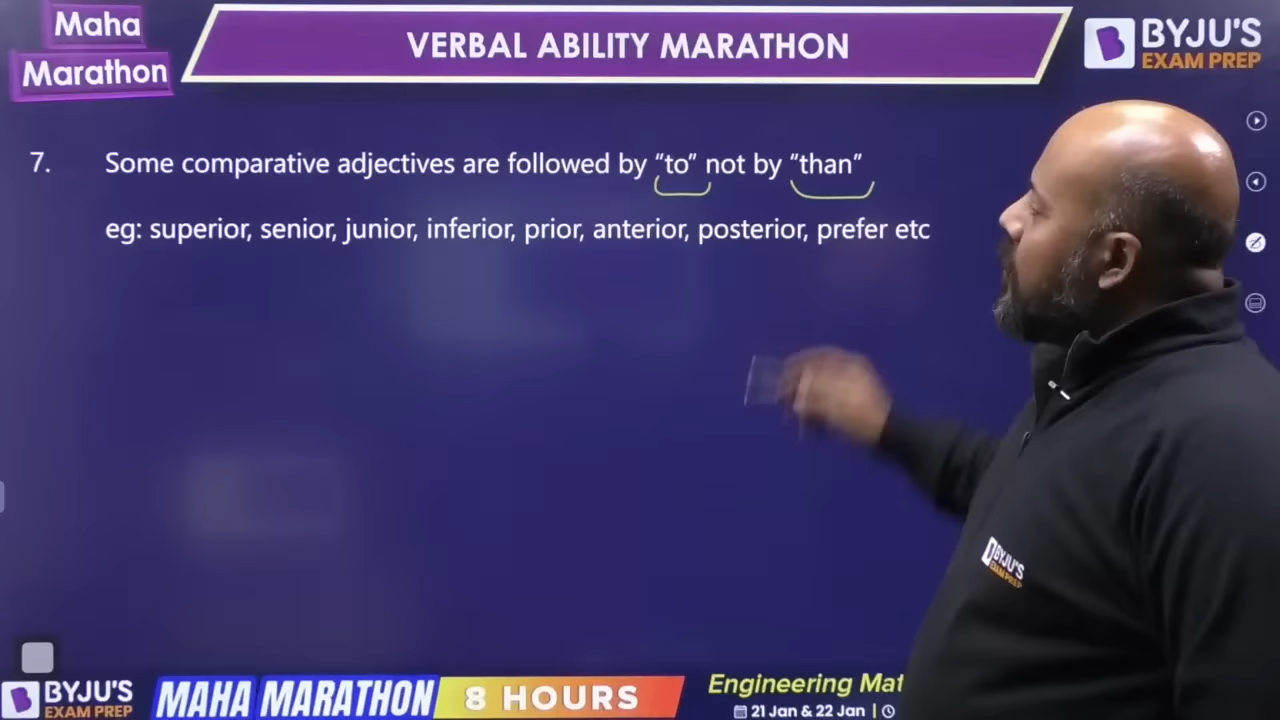 Maha
Marathon
VERBAL ABILITY MARATHON
BYJU'S
EXAM PREP
7. Some comparative adjectives are followed by “to” not by “than”
eg: superior, senior, junior, inferior, prior, anterior, posterior, prefer etc
BYJU'S
EXAM PREP
BYJU'S
EXAM PREP
MAHA MARATHON
8 HOURS
Engineering Mat
21 Jan & 22 Jan |